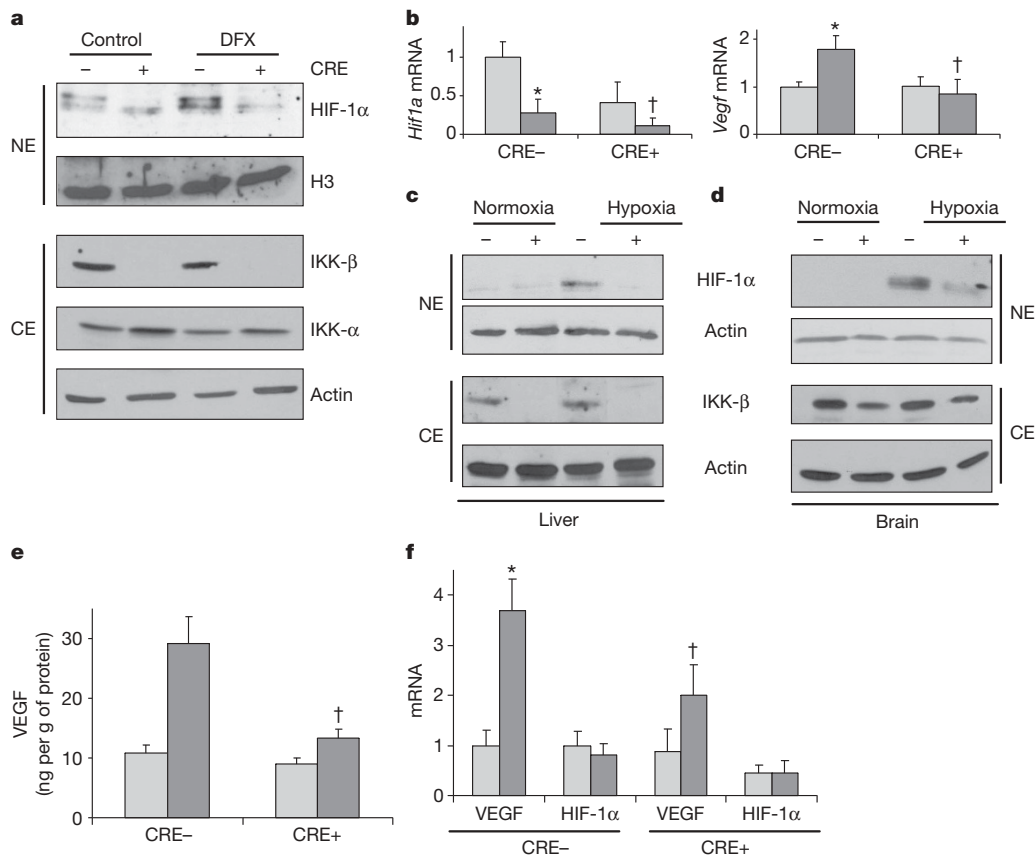 a
Control DFX
– + – + CRE
NE
HIF-1α
H3
CE
IKK-β
IKK-α
Actin
b
Hif1a mRNA
1
0.5
0
*
†
CRE– CRE+
Vegf mRNA
2
1
0
*
†
CRE– CRE+
c
Normoxia Hypoxia
– + – +
NE
CE
Liver
d
Normoxia Hypoxia
– + – +
HIF-1α
Actin
NE
IKK-β
Actin
CE
Brain
e
VEGF
(ng per g of protein)
30
20
10
0
†
CRE– CRE+
f
mRNA
4
3
2
1
0
*
†
VEGF HIF-1α VEGF HIF-1α
CRE– CRE+